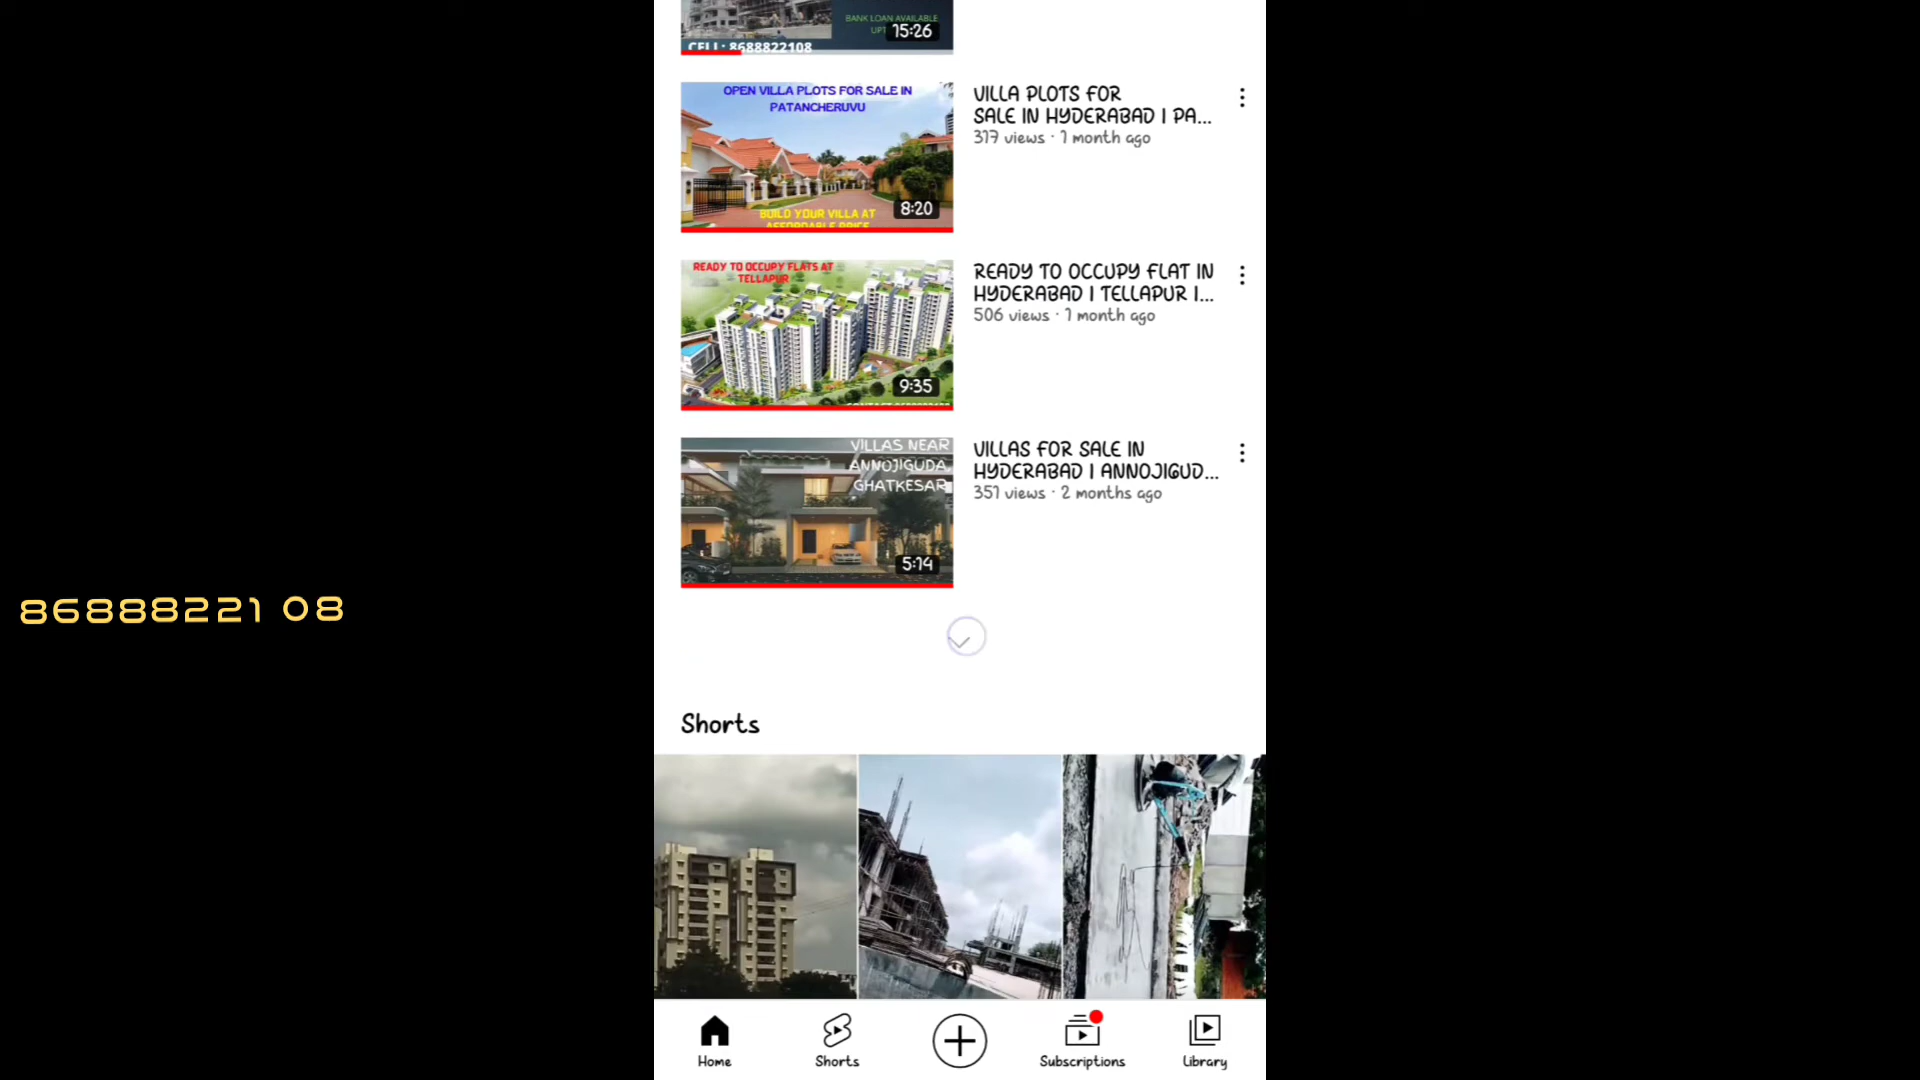 BANK LOAN AVAILABLE
UPT
15:26
CELL: 8688822108
OPEN VILLA PLOTS FOR SALE IN
PATANCHERUVU
BUILD YOUR VILLA AT
AFFORDABLE PRICE
8:20
VILLA PLOTS FOR
SALE IN HYDERABAD | PA...
317 views · 1 month ago
READY TO OCCUPY FLATS AT
TELLAPUR
9:35
READY TO OCCUPY FLAT IN
HYDERABAD | TELLAPUR |...
506 views · 1 month ago
VILLAS NEAR
ANNOJIGUDA,
GHATKESAR
5:14
VILLAS FOR SALE IN
HYDERABAD | ANNOJIGUD...
351 views · 2 months ago
86888221 08
Shorts
Home
Shorts
Subscriptions
Library